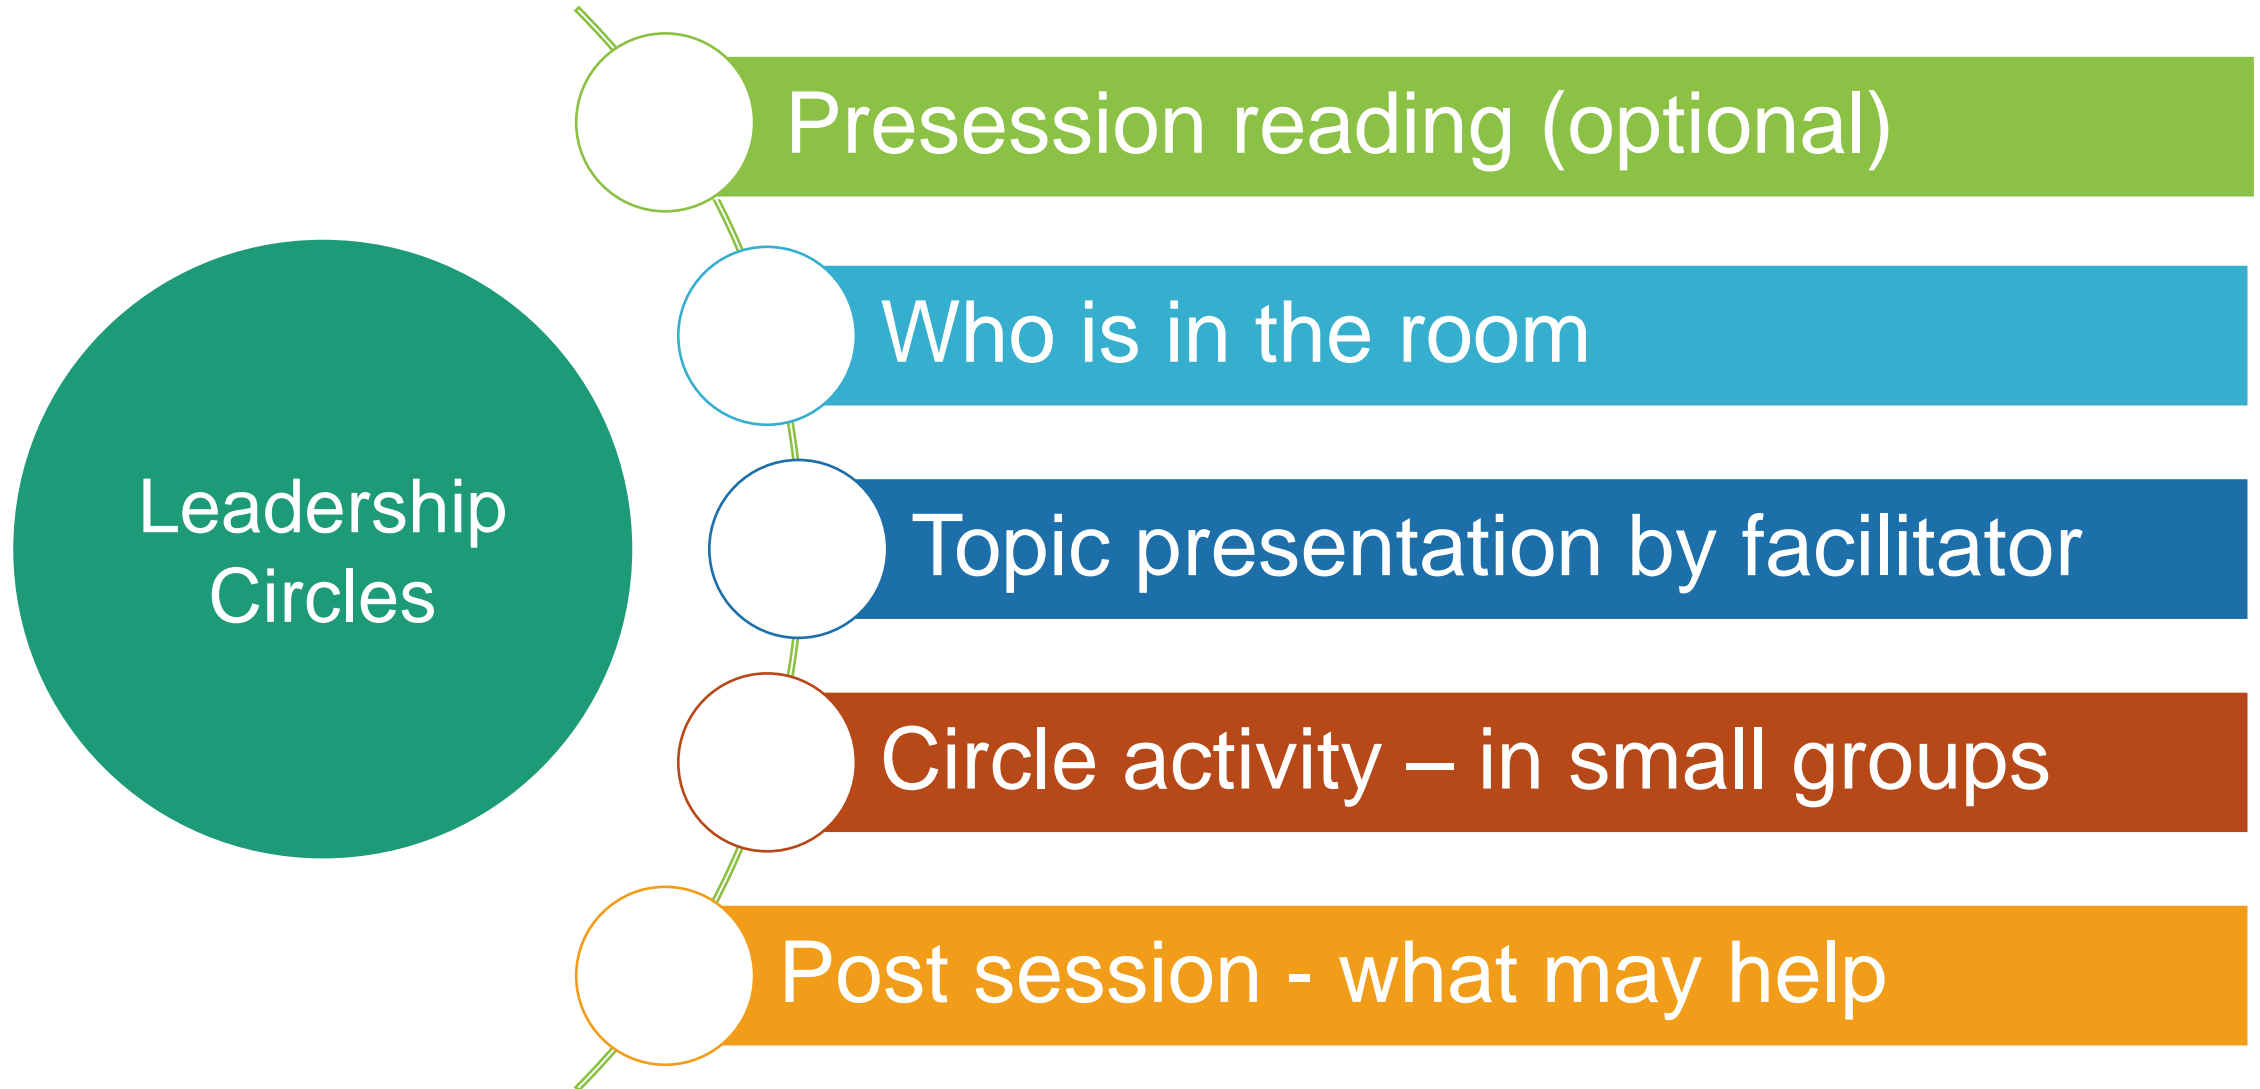 Leadership
Circles
Presession reading (optional)
Who is in the room
Topic presentation by facilitator
Circle activity – in small groups
Post session - what may help